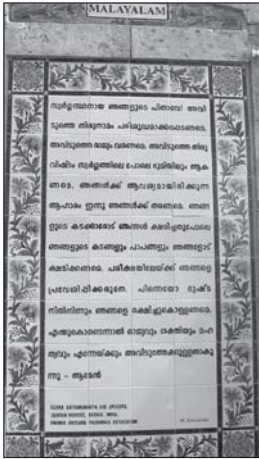 MALAYALAM
സ്വർഗ്ഗസ്ഥനായ ഞങ്ങളുടെ പിതാവേ! അവി
ടുത്തെ തിരുനാമം പരിശുദ്ധമാക്കപ്പെടണമെ,
അവിടുത്തെ രാജ്യം വരണമെ. അവിടുത്തെ തിരു
വിഷ്ടം സ്വർഗ്ഗത്തിലെ പോലെ ഭൂമിയിലും ആക
ണമെ. ഞങ്ങൾക്ക് ആവശ്യമായിരിക്കുന്ന
ആഹാരം ഇന്നു ഞങ്ങൾക്ക് തരണമെ. ഞങ്ങ
ളുടെ കടക്കാരോട് ഞങ്ങൾ ക്ഷമിച്ചതുപോലെ
ഞങ്ങളുടെ കടങ്ങളും പാപങ്ങളും ഞങ്ങളോട്
ക്ഷമിക്കണമെ. പരീക്ഷയിലേയ്ക്ക് ഞങ്ങളെ
പ്രവേശിപ്പിക്കരുതേ. പിന്നെയോ ദുഷ്ട
നിൽനിന്നും ഞങ്ങളെ രക്ഷിച്ചുകൊള്ളണമെ.
എന്തുകൊണ്ടെന്നാൽ രാജ്യവും ശക്തിയും മഹ
ത്വവും എന്നേയ്ക്കും അവിടുത്തേക്കുള്ളതാകു
ന്നു - ആമ്മേൻ
KERALA, INDIA.